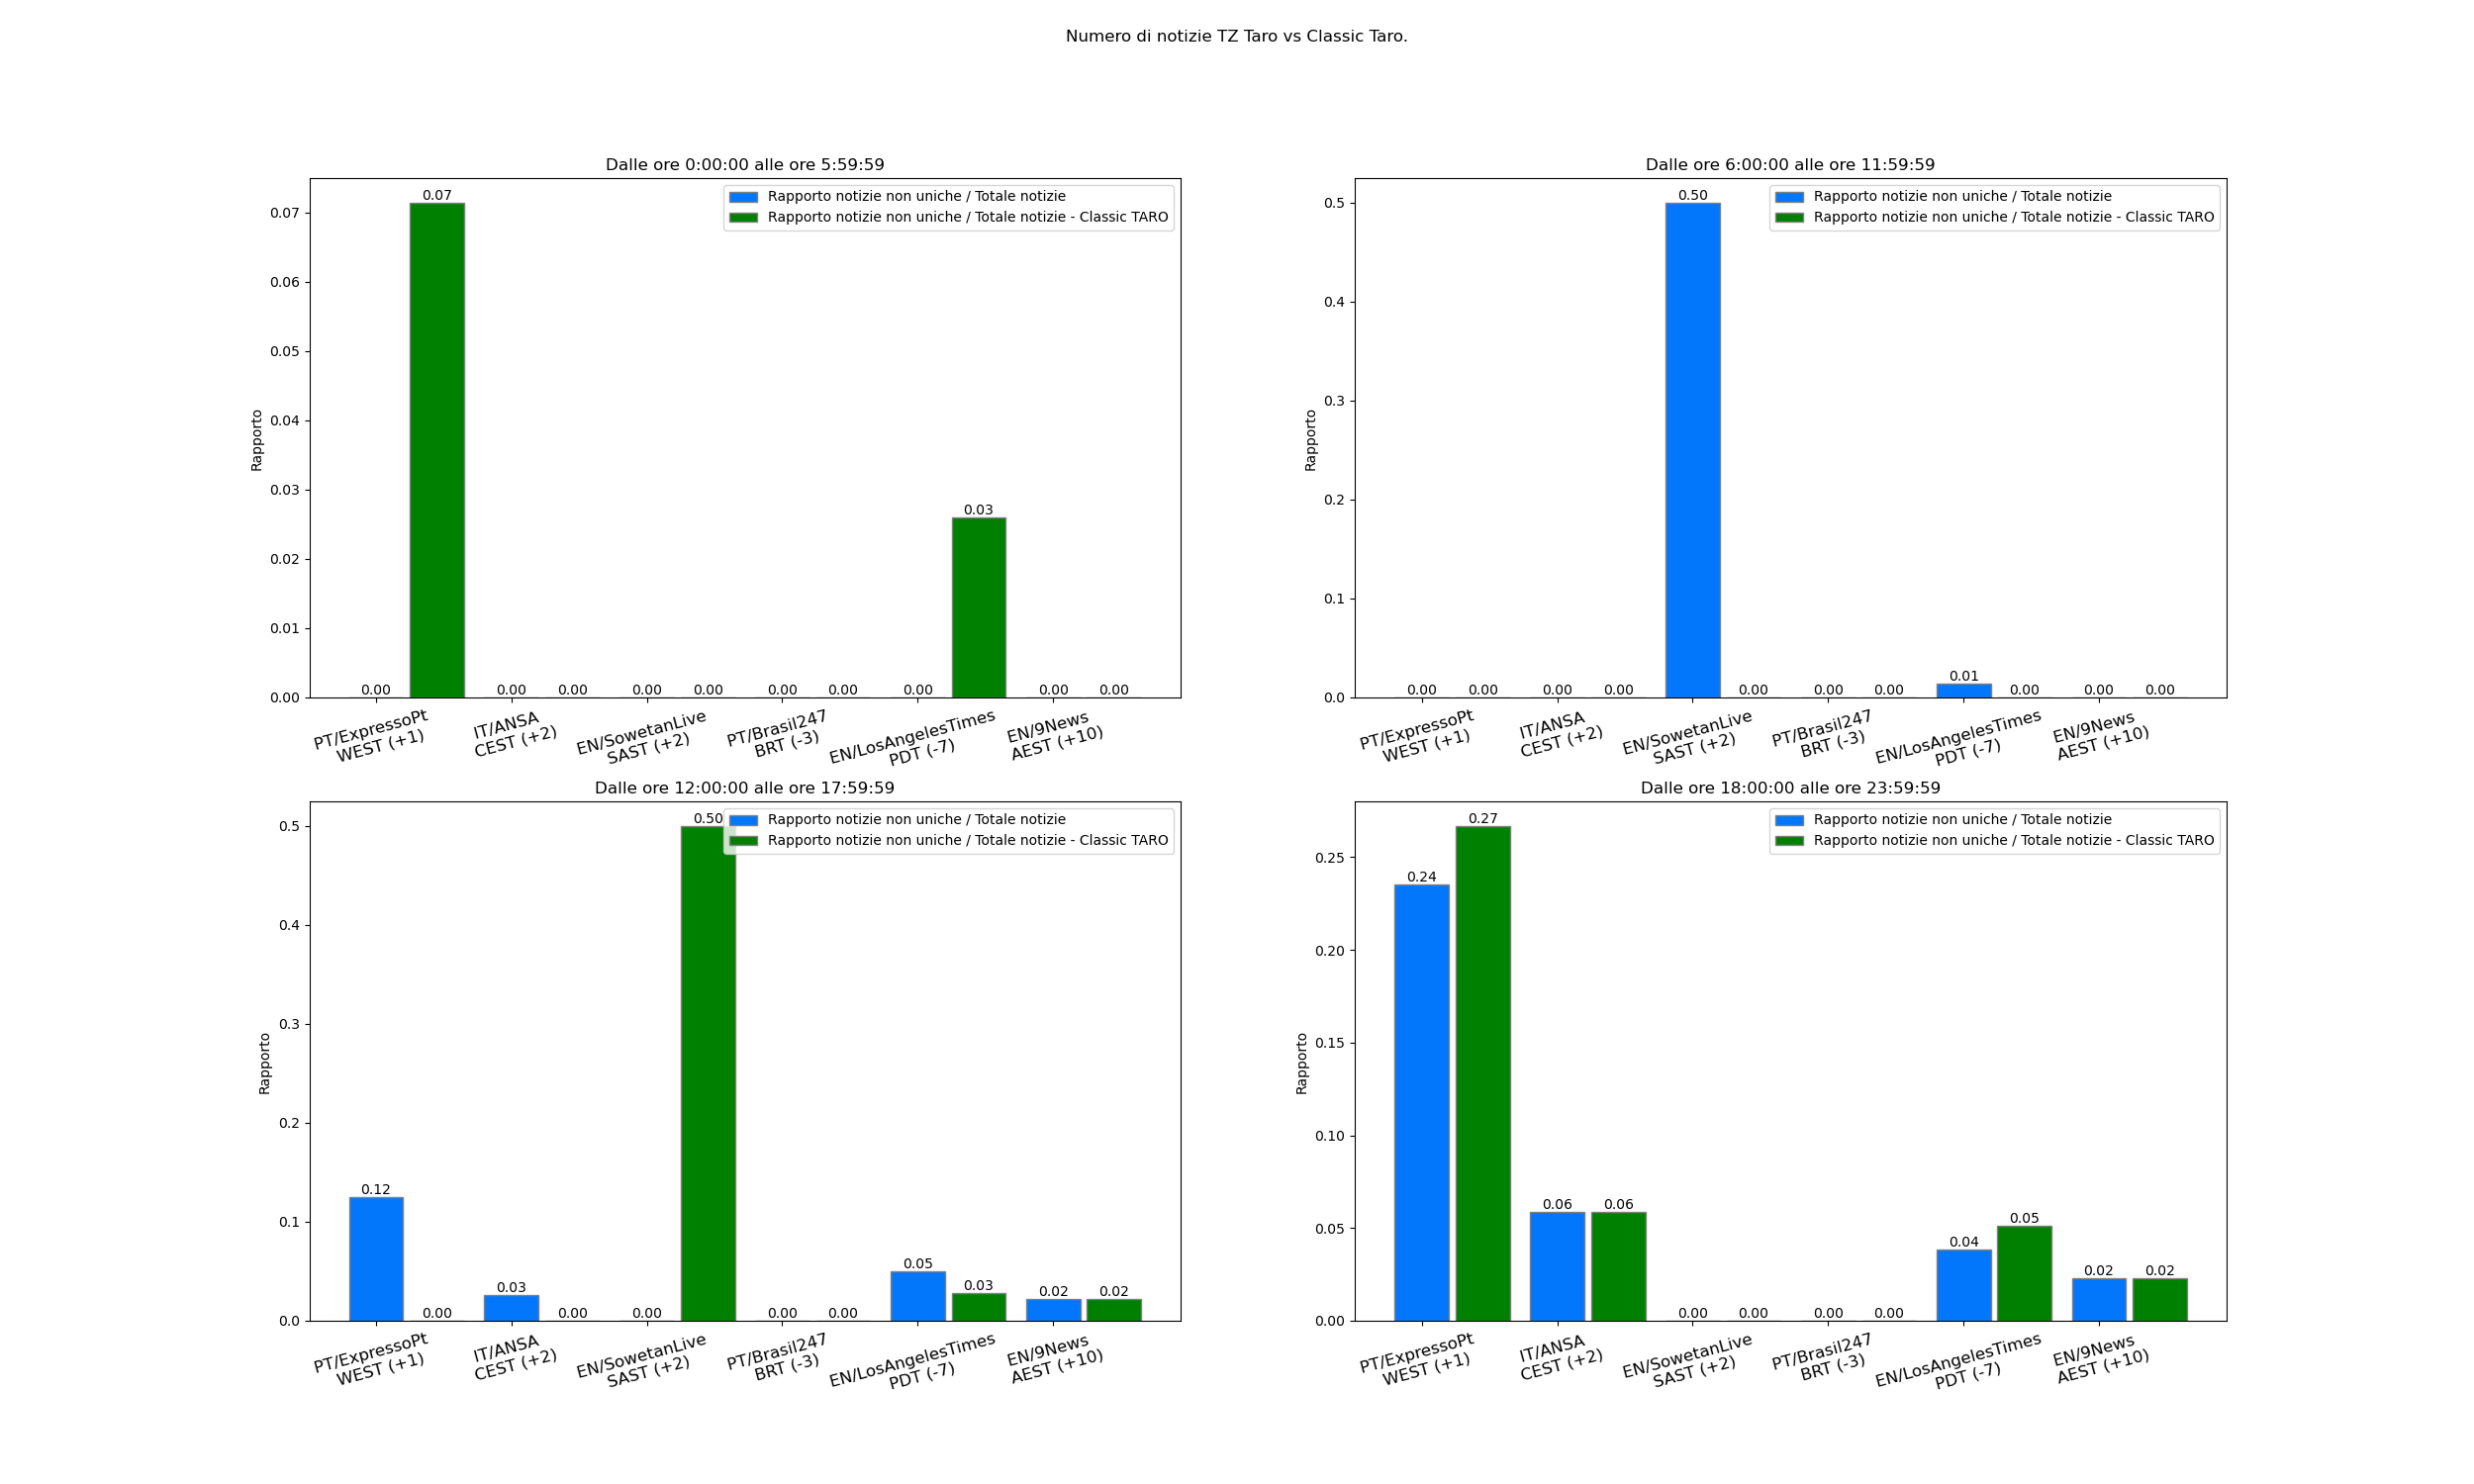 Numero di notizie TZ Taro vs Classic Taro.
Dalle ore 0:00:00 alle ore 5:59:59
Rapporto notizie non uniche / Totale notizie
Rapporto notizie non uniche / Totale notizie - Classic TARO
Rapporto
0.07
0.06
0.05
0.04
0.03
0.02
0.01
0.00
0.00
0.07
0.00
0.00
0.00
0.00
0.00
0.00
0.00
0.03
0.00
0.00
PT/ExpressoPt
WEST (+1)
IT/ANSA
CEST (+2)
EN/SowetanLive
SAST (+2)
PT/Brasil247
BRT (-3)
EN/LosAngelesTimes
PDT (-7)
EN/9News
AEST (+10)
Dalle ore 6:00:00 alle ore 11:59:59
Rapporto notizie non uniche / Totale notizie
Rapporto notizie non uniche / Totale notizie - Classic TARO
Rapporto
0.5
0.4
0.3
0.2
0.1
0.0
0.00
0.00
0.00
0.00
0.50
0.00
0.00
0.00
0.01
0.00
0.00
0.00
PT/ExpressoPt
WEST (+1)
IT/ANSA
CEST (+2)
EN/SowetanLive
SAST (+2)
PT/Brasil247
BRT (-3)
EN/LosAngelesTimes
PDT (-7)
EN/9News
AEST (+10)
Dalle ore 12:00:00 alle ore 17:59:59
Rapporto notizie non uniche / Totale notizie
Rapporto notizie non uniche / Totale notizie - Classic TARO
Rapporto
0.5
0.4
0.3
0.2
0.1
0.0
0.12
0.00
0.03
0.00
0.00
0.50
0.00
0.00
0.05
0.03
0.02
0.02
PT/ExpressoPt
WEST (+1)
IT/ANSA
CEST (+2)
EN/SowetanLive
SAST (+2)
PT/Brasil247
BRT (-3)
EN/LosAngelesTimes
PDT (-7)
EN/9News
AEST (+10)
Dalle ore 18:00:00 alle ore 23:59:59
Rapporto notizie non uniche / Totale notizie
Rapporto notizie non uniche / Totale notizie - Classic TARO
Rapporto
0.25
0.20
0.15
0.10
0.05
0.00
0.24
0.27
0.06
0.06
0.00
0.00
0.00
0.00
0.04
0.05
0.02
0.02
PT/ExpressoPt
WEST (+1)
IT/ANSA
CEST (+2)
EN/SowetanLive
SAST (+2)
PT/Brasil247
BRT (-3)
EN/LosAngelesTimes
PDT (-7)
EN/9News
AEST (+10)